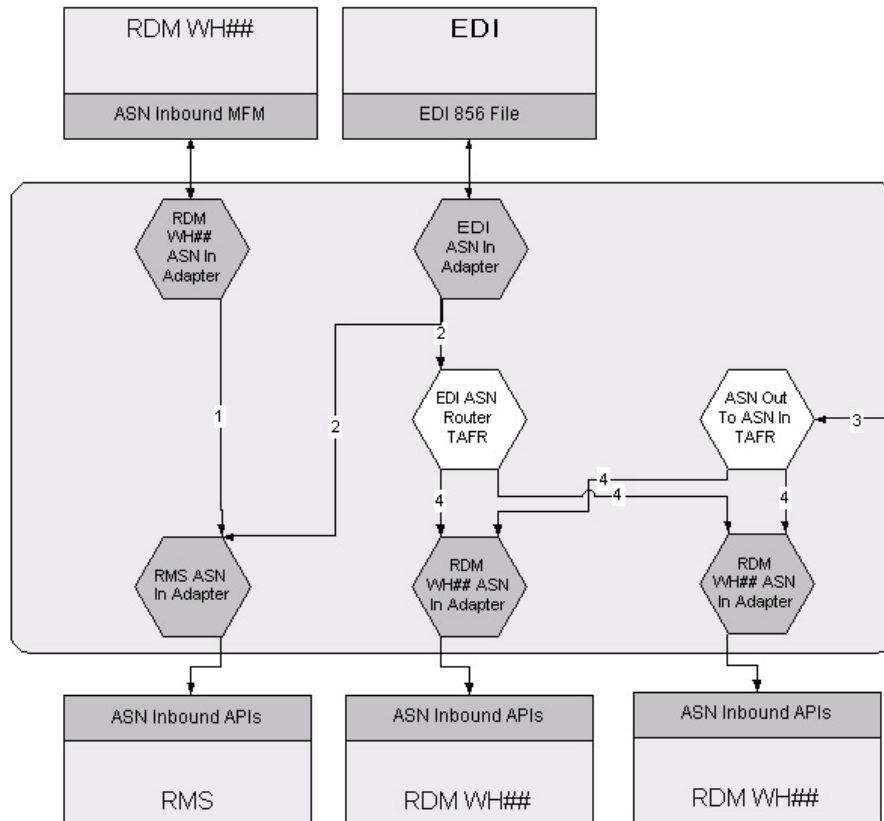 RDM WH##
EDI
ASN Inbound MFM
EDI 856 File
RDM
WH##
ASN In
Adapter
EDI
ASN In
Adapter
2
EDI ASN
Router
TAFR
ASN Out
To ASN In
TAFR
1
2
3
4
4
4
4
RMS ASN
In Adapter
RDM
WH## ASN
In Adapter
RDM
WH## ASN
In Adapter
ASN Inbound APIs
ASN Inbound APIs
ASN Inbound APIs
RMS
RDM WH##
RDM WH##